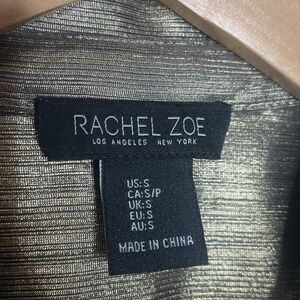 RACHEL ZOE
LOS ANGELES NEW YORK
US:S
CA:S/P
UK:S
EU:S
AU:S
MADE IN CHINA